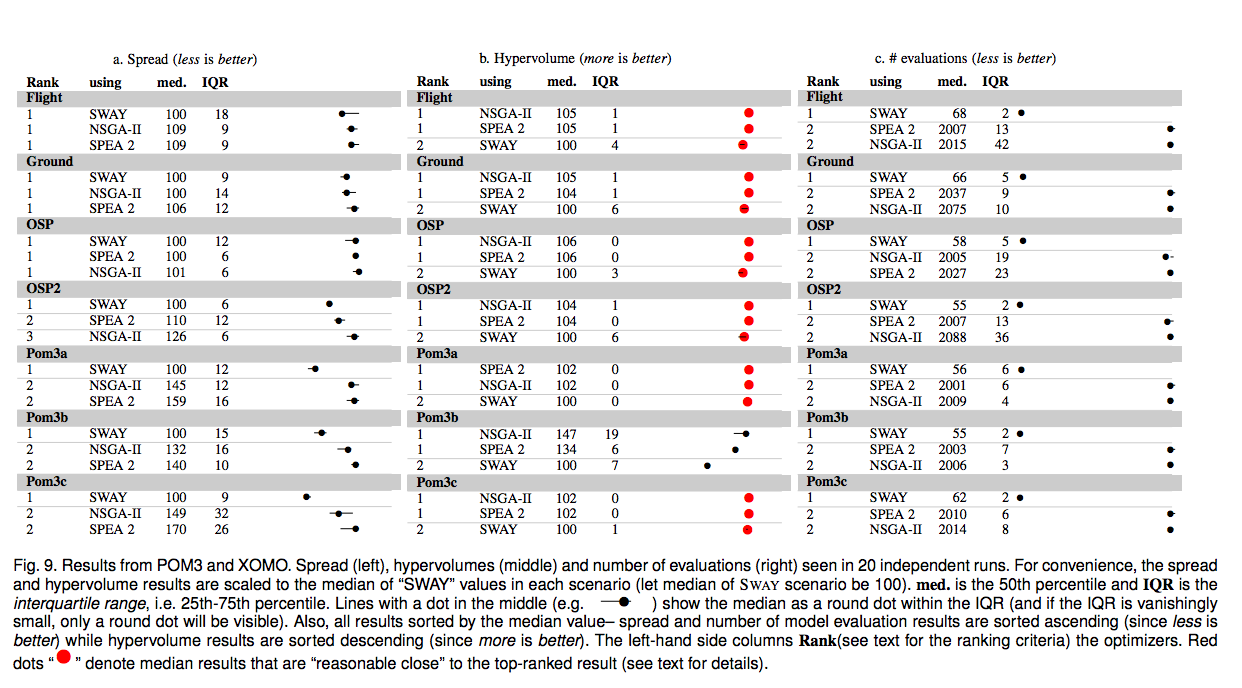 a. Spread (less is better)
Rank using med. IQR
Flight
1 SWAY 100 18
1 NSGA-II 109 9
1 SPEA 2 109 9
Ground
1 SWAY 100 9
1 NSGA-II 100 14
1 SPEA 2 106 12
OSP
1 SWAY 100 12
1 SPEA 2 100 6
1 NSGA-II 101 6
OSP2
1 SWAY 100 6
2 SPEA 2 110 12
3 NSGA-II 126 6
Pom3a
1 SWAY 100 12
2 NSGA-II 145 12
2 SPEA 2 159 16
Pom3b
1 SWAY 100 15
2 NSGA-II 132 16
2 SPEA 2 140 10
Pom3c
1 SWAY 100 9
2 NSGA-II 149 32
2 SPEA 2 170 26
b. Hypervolume (more is better)
Rank using med. IQR
Flight
1 NSGA-II 105 1
1 SPEA 2 105 1
2 SWAY 100 4
Ground
1 NSGA-II 105 1
1 SPEA 2 104 1
2 SWAY 100 6
OSP
1 NSGA-II 106 0
1 SPEA 2 106 0
2 SWAY 100 3
OSP2
1 NSGA-II 104 1
1 SPEA 2 104 0
2 SWAY 100 6
Pom3a
1 SPEA 2 102 0
1 NSGA-II 102 0
2 SWAY 100 0
Pom3b
1 NSGA-II 147 19
1 SPEA 2 134 6
2 SWAY 100 7
Pom3c
1 NSGA-II 102 0
1 SPEA 2 102 0
2 SWAY 100 1
c. # evaluations (less is better)
Rank using med. IQR
Flight
1 SWAY 68 2
2 SPEA 2 2007 13
2 NSGA-II 2015 42
Ground
1 SWAY 66 5
2 SPEA 2 2037 9
2 NSGA-II 2075 10
OSP
1 SWAY 58 5
2 NSGA-II 2005 19
2 SPEA 2 2027 23
OSP2
1 SWAY 55 2
2 SPEA 2 2007 13
2 NSGA-II 2088 36
Pom3a
1 SWAY 56 6
2 SPEA 2 2001 6
2 NSGA-II 2009 4
Pom3b
1 SWAY 55 2
2 SPEA 2 2003 7
2 NSGA-II 2006 3
Pom3c
1 SWAY 62 2
2 SPEA 2 2010 6
2 NSGA-II 2014 8
Fig. 9. Results from POM3 and XOMO. Spread (left), hypervolumes (middle) and number of evaluations (right) seen in 20 independent runs. For convenience, the spread
and hypervolume results are scaled to the median of “SWAY” values in each scenario (let median of SWAY scenario be 100). med. is the 50th percentile and IQR is the
interquartile range, i.e. 25th-75th percentile. Lines with a dot in the middle (e.g. ) show the median as a round dot within the IQR (and if the IQR is vanishingly
small, only a round dot will be visible). Also, all results sorted by the median value– spread and number of model evaluation results are sorted ascending (since less is
better) while hypervolume results are sorted descending (since more is better). The left-hand side columns Rank(see text for the ranking criteria) the optimizers. Red
dots “ ” denote median results that are “reasonable close” to the top-ranked result (see text for details).